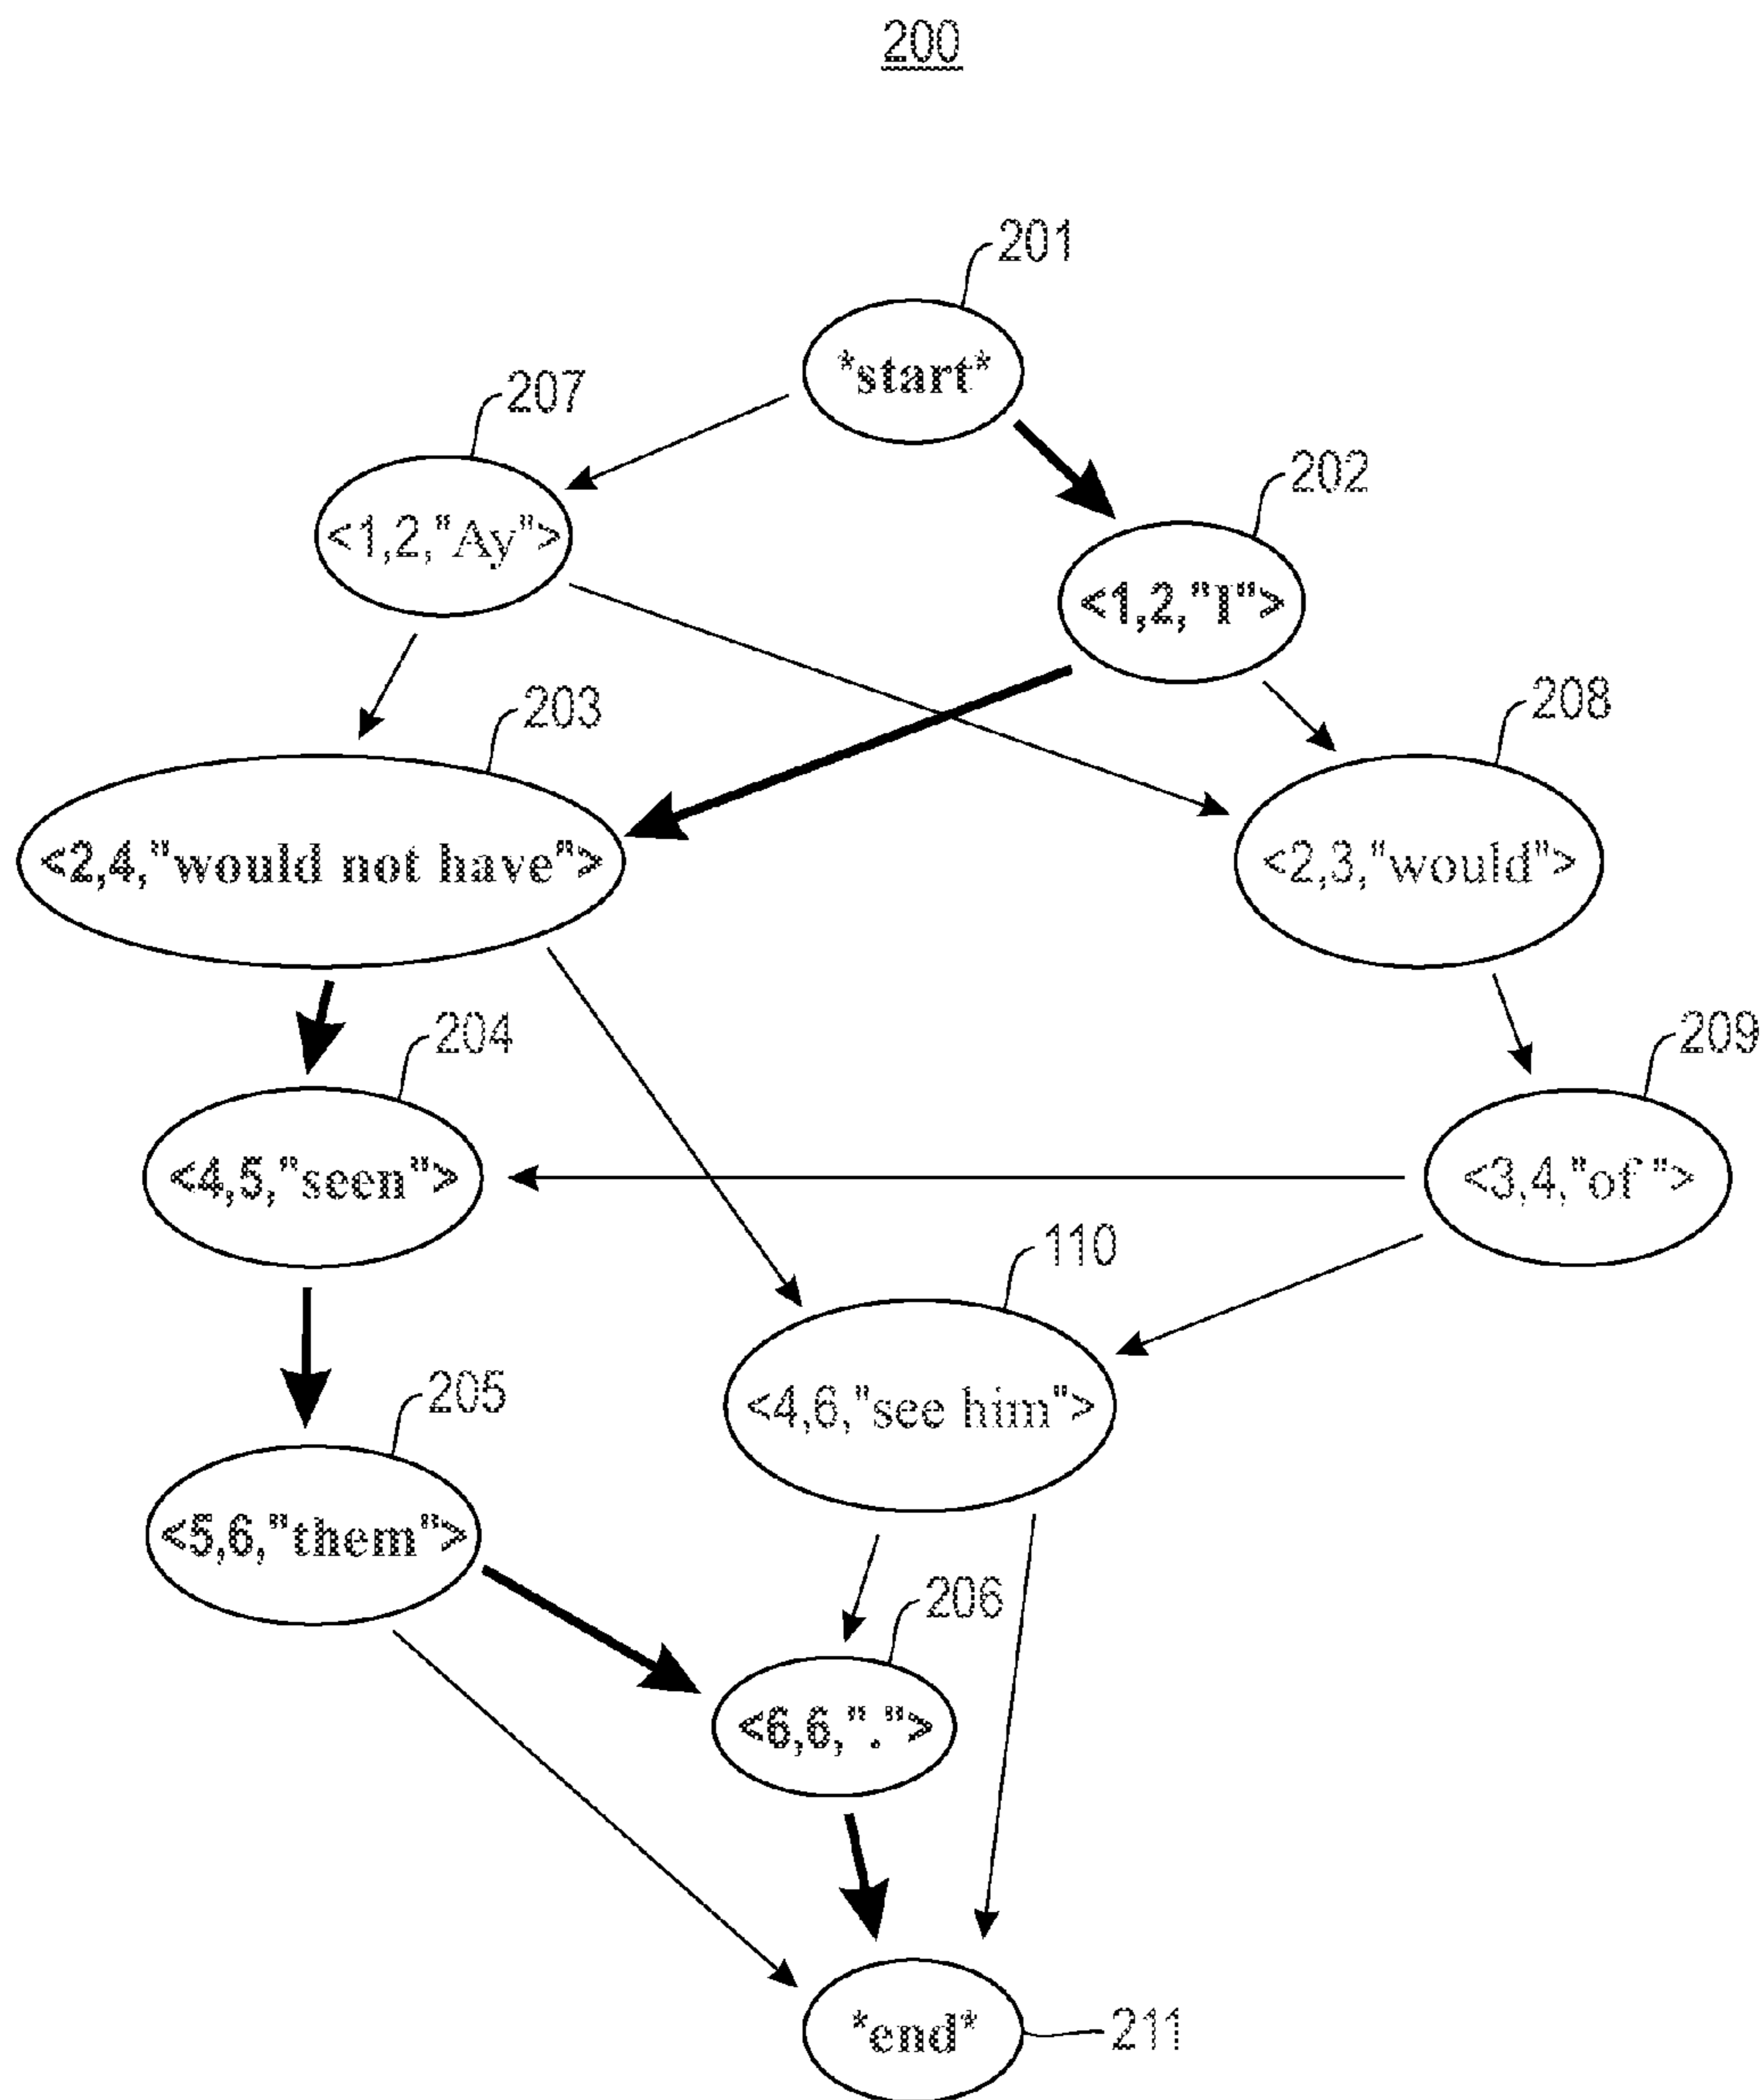 200
201
*start*
207
<1,2,"Ay">
202
<1,2,"I">
203
<2,4,"would not have">
208
<2,3,"would">
204
<4,5,"seen">
209
<3,4,"of ">
110
<4,6,"see him">
205
<5,6,"them">
206
<6,6,".">
*end*
211